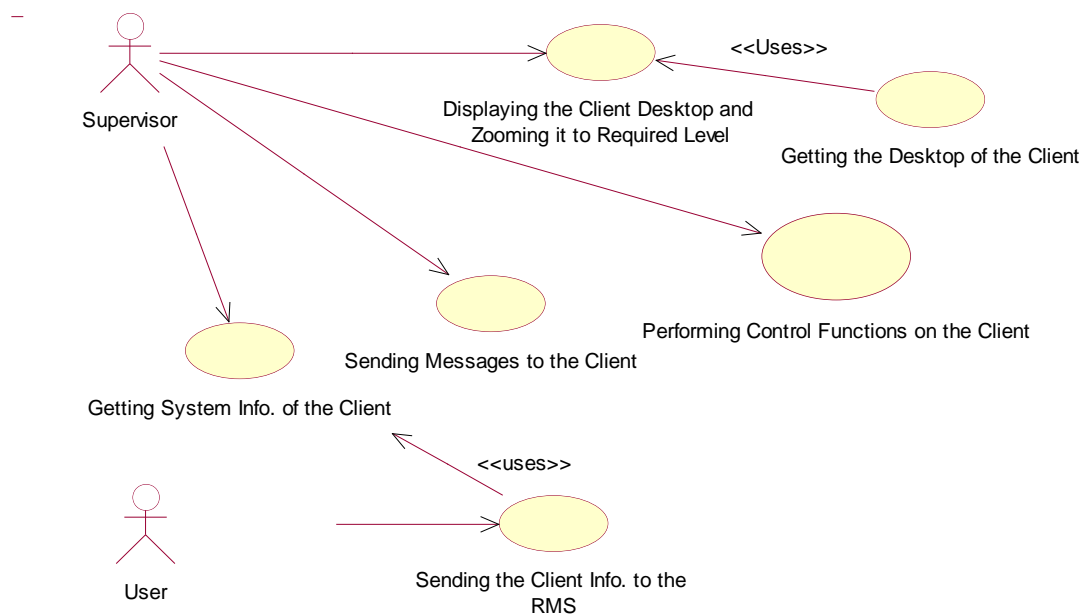 <<Uses>>
Supervisor
Displaying the Client Desktop and
Zooming it to Required Level
Getting the Desktop of the Client
Performing Control Functions on the Client
Sending Messages to the Client
Getting System Info. of the Client
<<uses>>
User
Sending the Client Info. to the
RMS